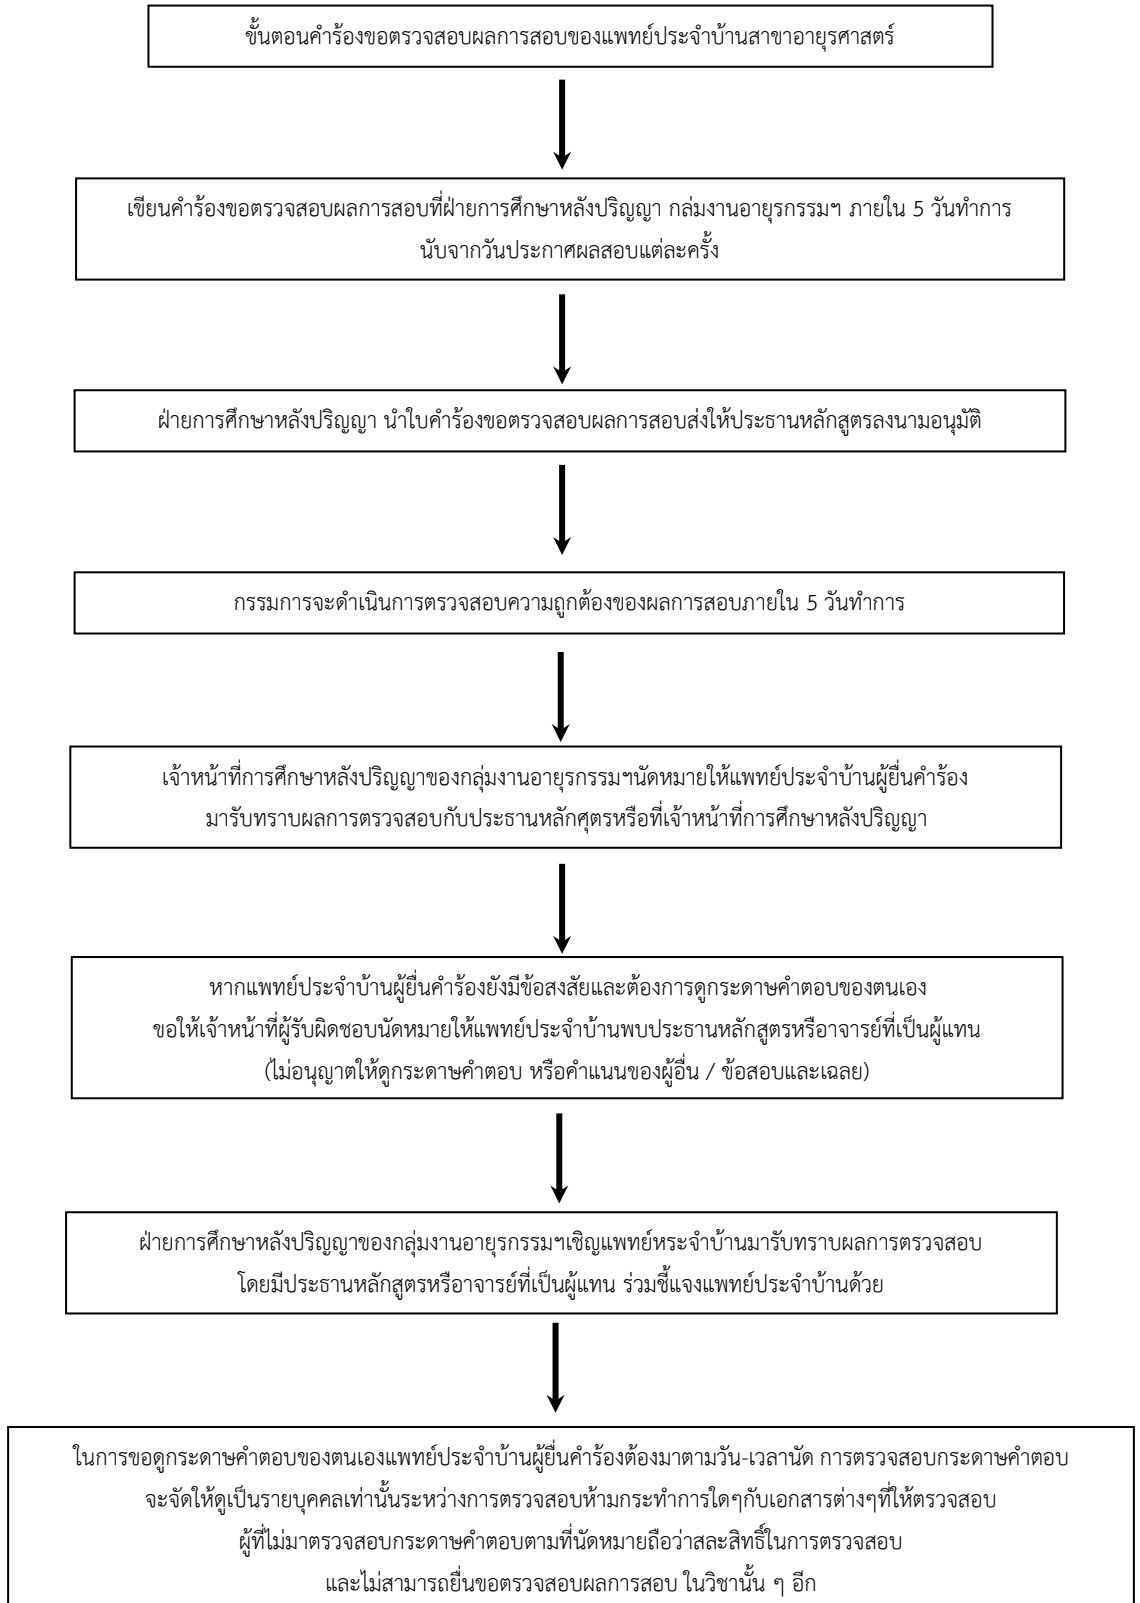 ขั้นตอนคำร้องขอตรวจสอบผลการสอบของแพทย์ประจำบ้านสาขาอายุรศาสตร์
เขียนคำร้องขอตรวจสอบผลการสอบที่ฝ่ายการศึกษาหลังปริญญา กล่มงานอายุรกรรมฯ ภายใน 5 วันทำการ
นับจากวันประกาศผลสอบแต่ละครั้ง
ฝ่ายการศึกษาหลังปริญญา นำใบคำร้องขอตรวจสอบผลการสอบส่งให้ประธานหลักสูตรลงนามอนุมัติ
กรรมการจะดำเนินการตรวจสอบความถูกต้องของผลการสอบภายใน 5 วันทำการ
เจ้าหน้าที่การศึกษาหลังปริญญาของกลุ่มงานอายุรกรรมฯนัดหมายให้แพทย์ประจำบ้านผู้ยื่นคำร้อง
มารับทราบผลการตรวจสอบกับประธานหลักศุตรหรือที่เจ้าหน้าที่การศึกษาหลังปริญญา
หากแพทย์ประจำบ้านผู้ยื่นคำร้องยังมีข้อสงสัยและต้องการดูกระดาษคำตอบของตนเอง
ขอให้เจ้าหน้าที่ผู้รับผิดชอบนัดหมายให้แพทย์ประจำบ้านพบประธานหลักสูตรหรืออาจารย์ที่เป็นผู้แทน
(ไม่อนุญาตให้ดูกระดาษคำตอบ หรือคำแนนของผู้อื่น / ข้อสอบและเฉลย)
ฝ่ายการศึกษาหลังปริญญาของกลุ่มงานอายุรกรรมฯเชิญแพทย์หระจำบ้านมารับทราบผลการตรวจสอบ
โดยมีประธานหลักสูตรหรืออาจารย์ที่เป็นผู้แทน ร่วมชี้แจงแพทย์ประจำบ้านด้วย
ในการขอดูกระดาษคำตอบของตนเองแพทย์ประจำบ้านผู้ยื่นคำร้องต้องมาตามวัน-เวลานัด การตรวจสอบกระดาษคำตอบ
จะจัดให้ดูเป็นรายบุคคลเท่านั้นระหว่างการตรวจสอบห้ามกระทำการใดๆกับเอกสารต่างๆที่ให้ตรวจสอบ
ผู้ที่ไม่มาตรวจสอบกระดาษคำตอบตามที่นัดหมายถือว่าสละสิทธิ์ในการตรวจสอบ
และไม่สามารถยื่นขอตรวจสอบผลการสอบ ในวิชานั้น ๆ อีก